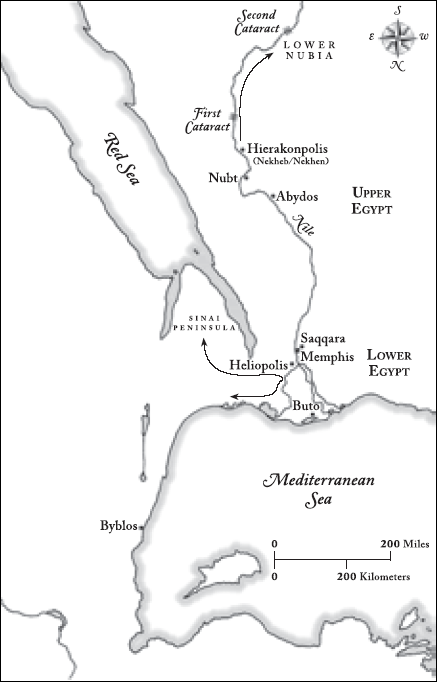 Second
Cataract
S
E
W
N
LOWER
NUBIA
First
Cataract
Red Sea
Hierakonpolis
(Nekheb/Nekhen)
Nubt
Abydos
UPPER
EGYPT
Nile
SINAI
PENINSULA
Saqqara
Memphis
Heliopolis
LOWER
EGYPT
Buto
Mediterranean
Sea
Byblos
0
200 Miles
0
200 Kilometers